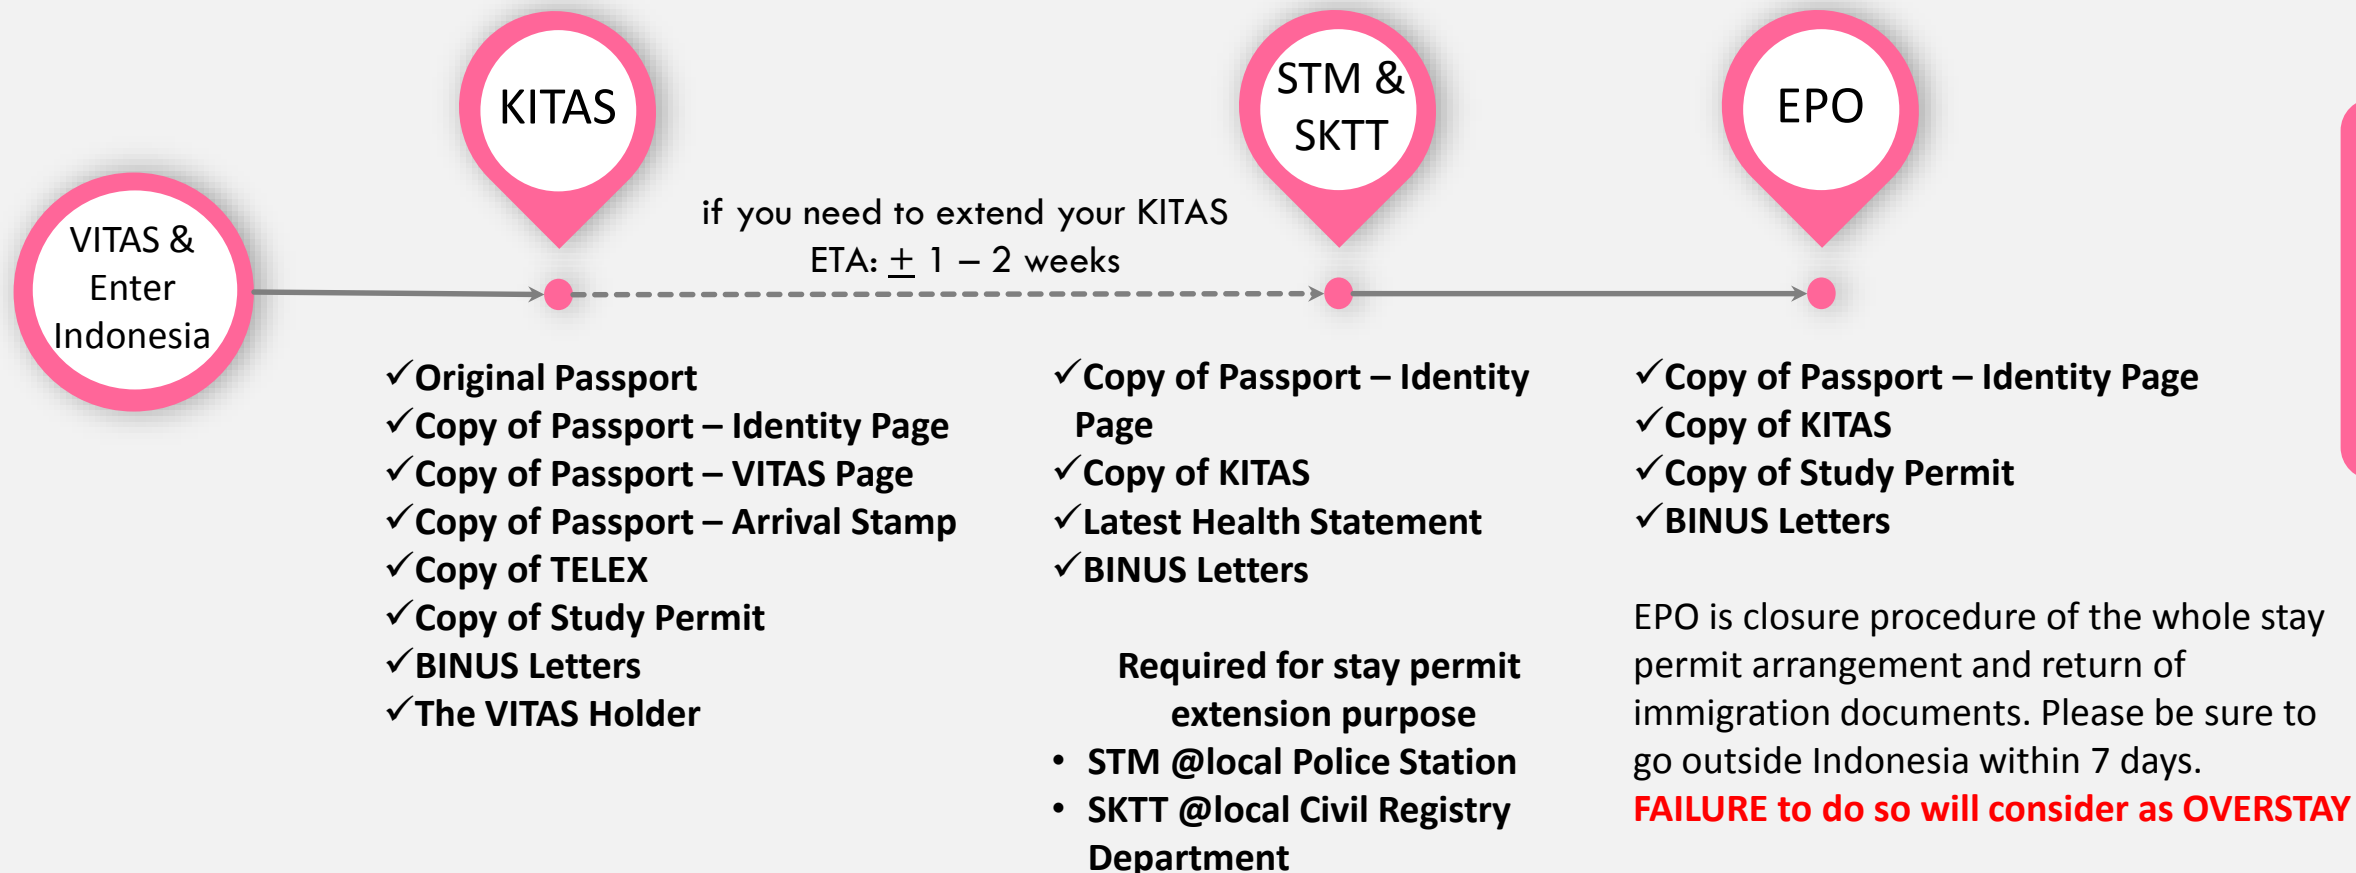 VITAS &
Enter
Indonesia
KITAS
if you need to extend your KITAS
ETA: ± 1 – 2 weeks
STM &
SKTT
EPO
✓Original Passport
✓Copy of Passport – Identity Page
✓Copy of Passport – VITAS Page
✓Copy of Passport – Arrival Stamp
✓Copy of TELEX
✓Copy of Study Permit
✓BINUS Letters
✓The VITAS Holder
✓Copy of Passport – Identity
Page
✓Copy of KITAS
✓Latest Health Statement
✓BINUS Letters
Required for stay permit
extension purpose
• STM @local Police Station
• SKTT @local Civil Registry
Department
✓Copy of Passport – Identity Page
✓Copy of KITAS
✓Copy of Study Permit
✓BINUS Letters
EPO is closure procedure of the whole stay
permit arrangement and return of
immigration documents. Please be sure to
go outside Indonesia within 7 days.
FAILURE to do so will consider as OVERSTAY